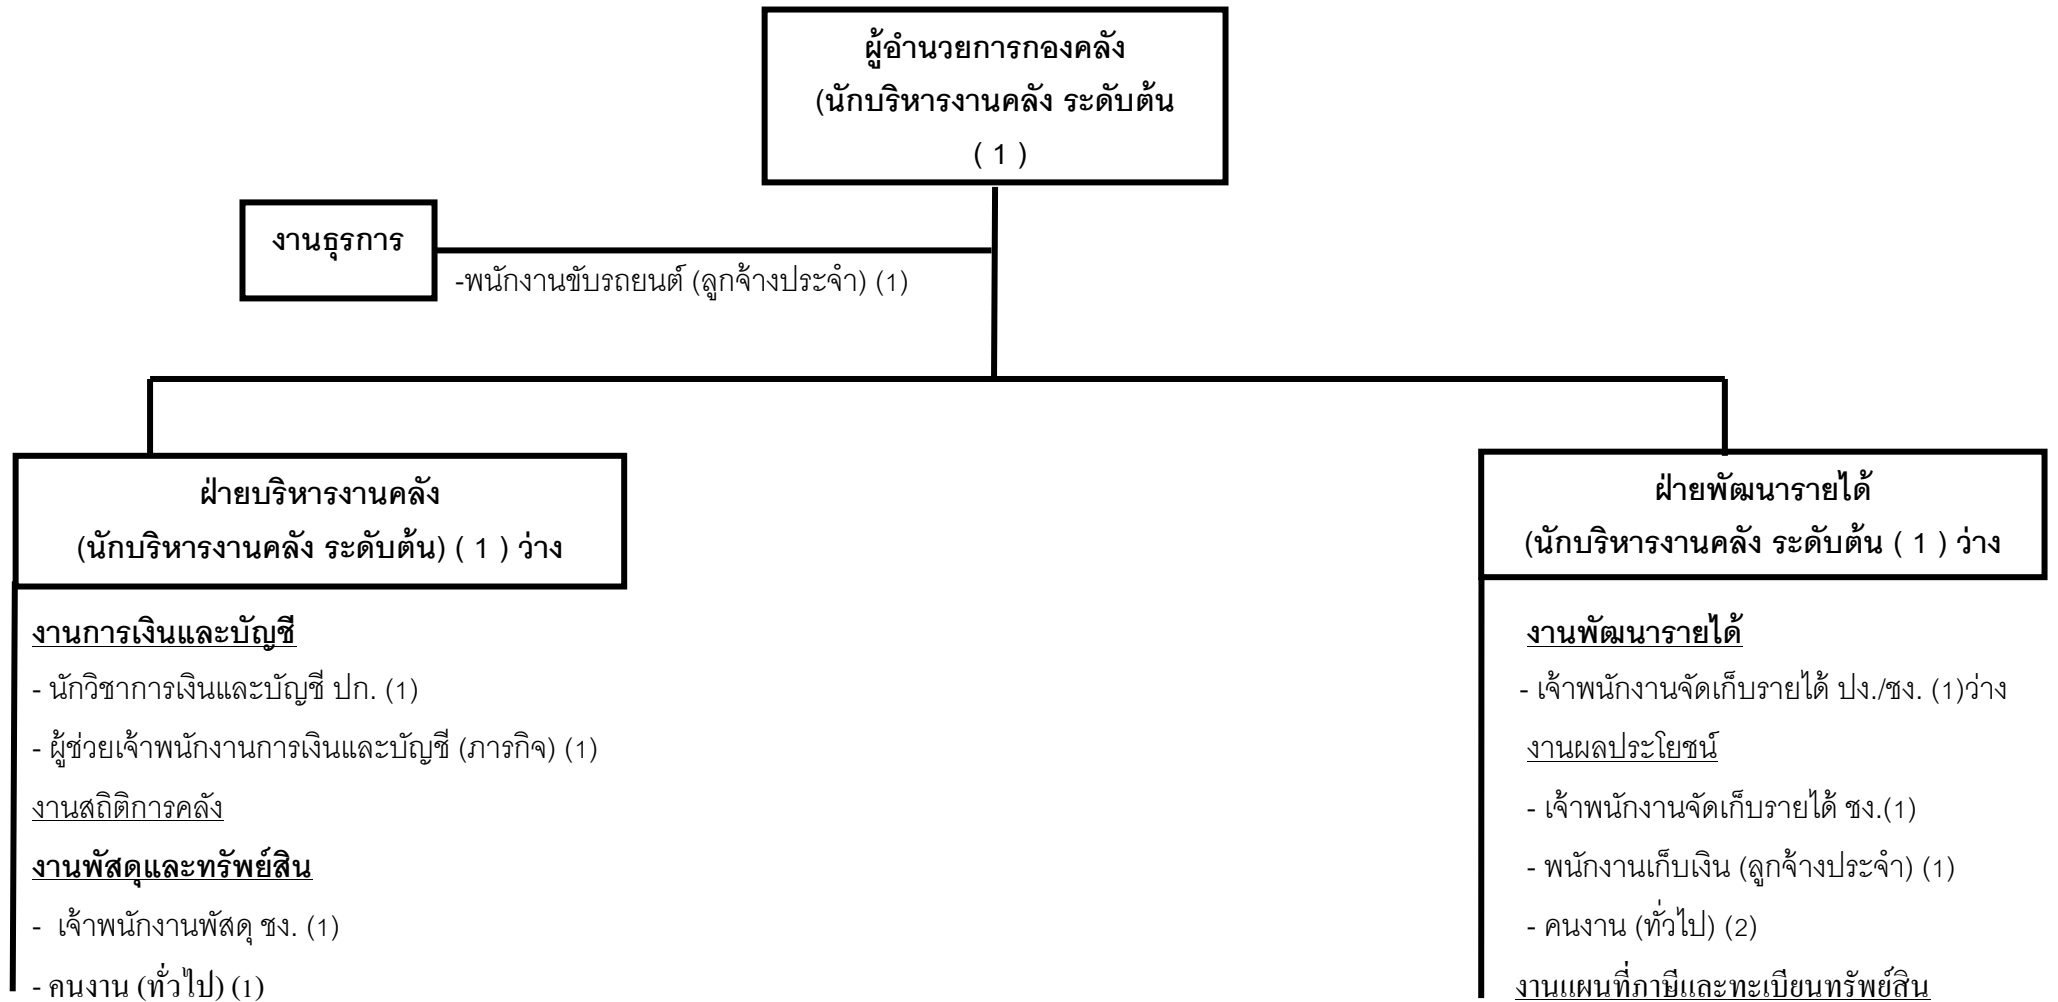 ผู้อำนวยการกองคลัง
(นักบริหารงานคลัง ระดับต้น
( 1 )
งานธุรการ
-พนักงานขับรถยนต์ (ลูกจ้างประจำ) (1)
ฝ่ายบริหารงานคลัง
(นักบริหารงานคลัง ระดับต้น) ( 1 ) ว่าง
งานการเงินและบัญชี
- นักวิชาการเงินและบัญชี ปก. (1)
- ผู้ช่วยเจ้าพนักงานการเงินและบัญชี (ภารกิจ) (1)
งานสถิติการคลัง
งานพัสดุและทรัพย์สิน
- เจ้าพนักงานพัสดุ ชง. (1)
- คนงาน (ทั่วไป) (1)
ฝ่ายพัฒนารายได้
(นักบริหารงานคลัง ระดับต้น ( 1 ) ว่าง
งานพัฒนารายได้
- เจ้าพนักงานจัดเก็บรายได้ ปง./ชง. (1)ว่าง
งานผลประโยชน์
- เจ้าพนักงานจัดเก็บรายได้ ชง.(1)
- พนักงานเก็บเงิน (ลูกจ้างประจำ) (1)
- คนงาน (ทั่วไป) (2)
งานแผนที่ภาษีและทะเบียนทรัพย์สิน